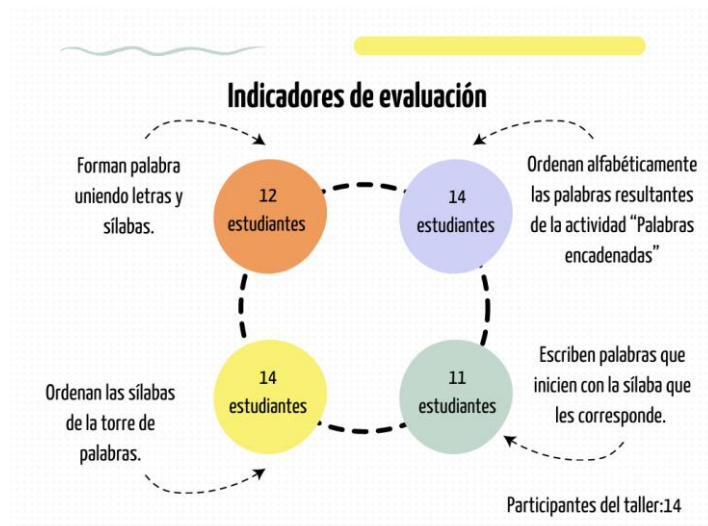 Indicadores de evaluación
Forman palabra
uniendo letras y
sílabas.
12
estudiantes
14
estudiantes
Ordenan alfabéticamente
las palabras resultantes
de la actividad “Palabras
encadenadas”
Ordenan las sílabas
de la torre de
palabras.
14
estudiantes
11
estudiantes
Escriben palabras que
inicien con la sílaba que
les corresponde.
Participantes del taller:14